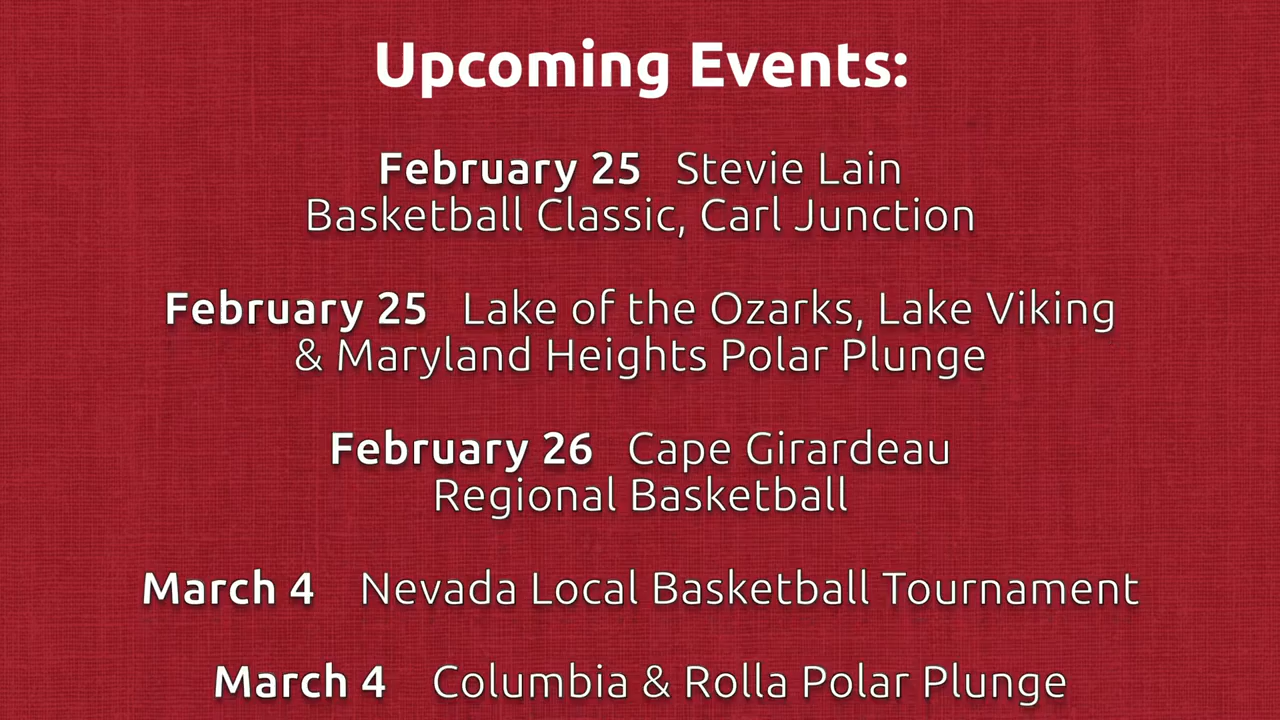 Upcoming Events:
February 25 Stevie Lain
Basketball Classic, Carl Junction
February 25 Lake of the Ozarks, Lake Viking
& Maryland Heights Polar Plunge
February 26 Cape Girardeau
Regional Basketball
March 4 Nevada Local Basketball Tournament
March 4 Columbia & Rolla Polar Plunge